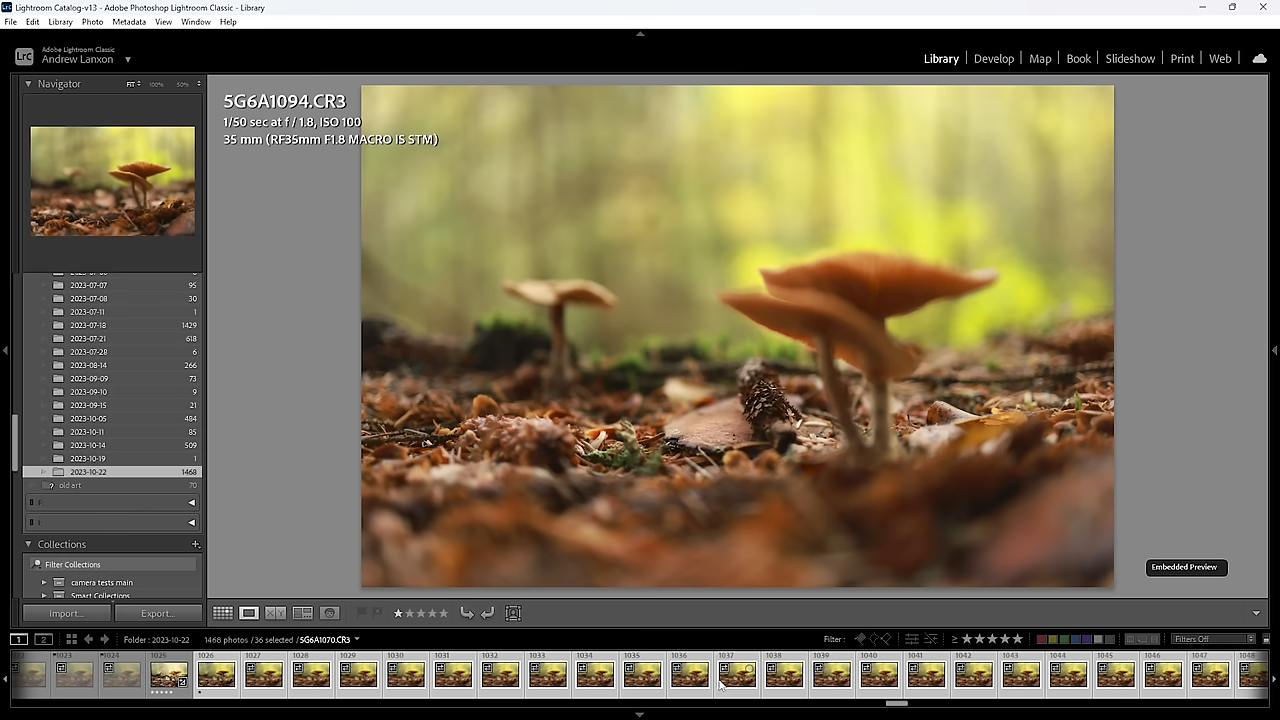 Lightroom Catalog-v13 - Adobe Photoshop Lightroom Classic - Library
File Edit Library Photo Metadata View Window Help
Lrc
Adobe Lightroom Classic
Andrew Lanxon
Library | Develop | Map | Book | Slideshow | Print | Web
Navigator
FIT 100% 50%
5G6A1094.CR3
1/50 sec at f / 1.8, ISO 100
35 mm (RF35mm F1.8 MACRO IS STM)
2023-07-07 95
2023-07-08 30
2023-07-11 1
2023-07-18 1429
2023-07-21 618
2023-07-28 6
2023-08-14 266
2023-09-09 73
2023-09-10 9
2023-09-15 21
2023-10-05 484
2023-10-11 85
2023-10-14 509
2023-10-19 1
2023-10-22 1468
old art 70
Collections
Filter Collections
camera tests main
Smart Collections
Embedded Preview
Import... Export...
X Y
1 2 Folder : 2023-10-22 1468 photos / 36 selected / 5G6A1070.CR3 Filter : Filters Off
1023 1024 1025 1026 1027 1028 1029 1030 1031 1032 1033 1034 1035 1036 1037 1038 1039 1040 1041 1042 1043 1044 1045 1046 1047 1048